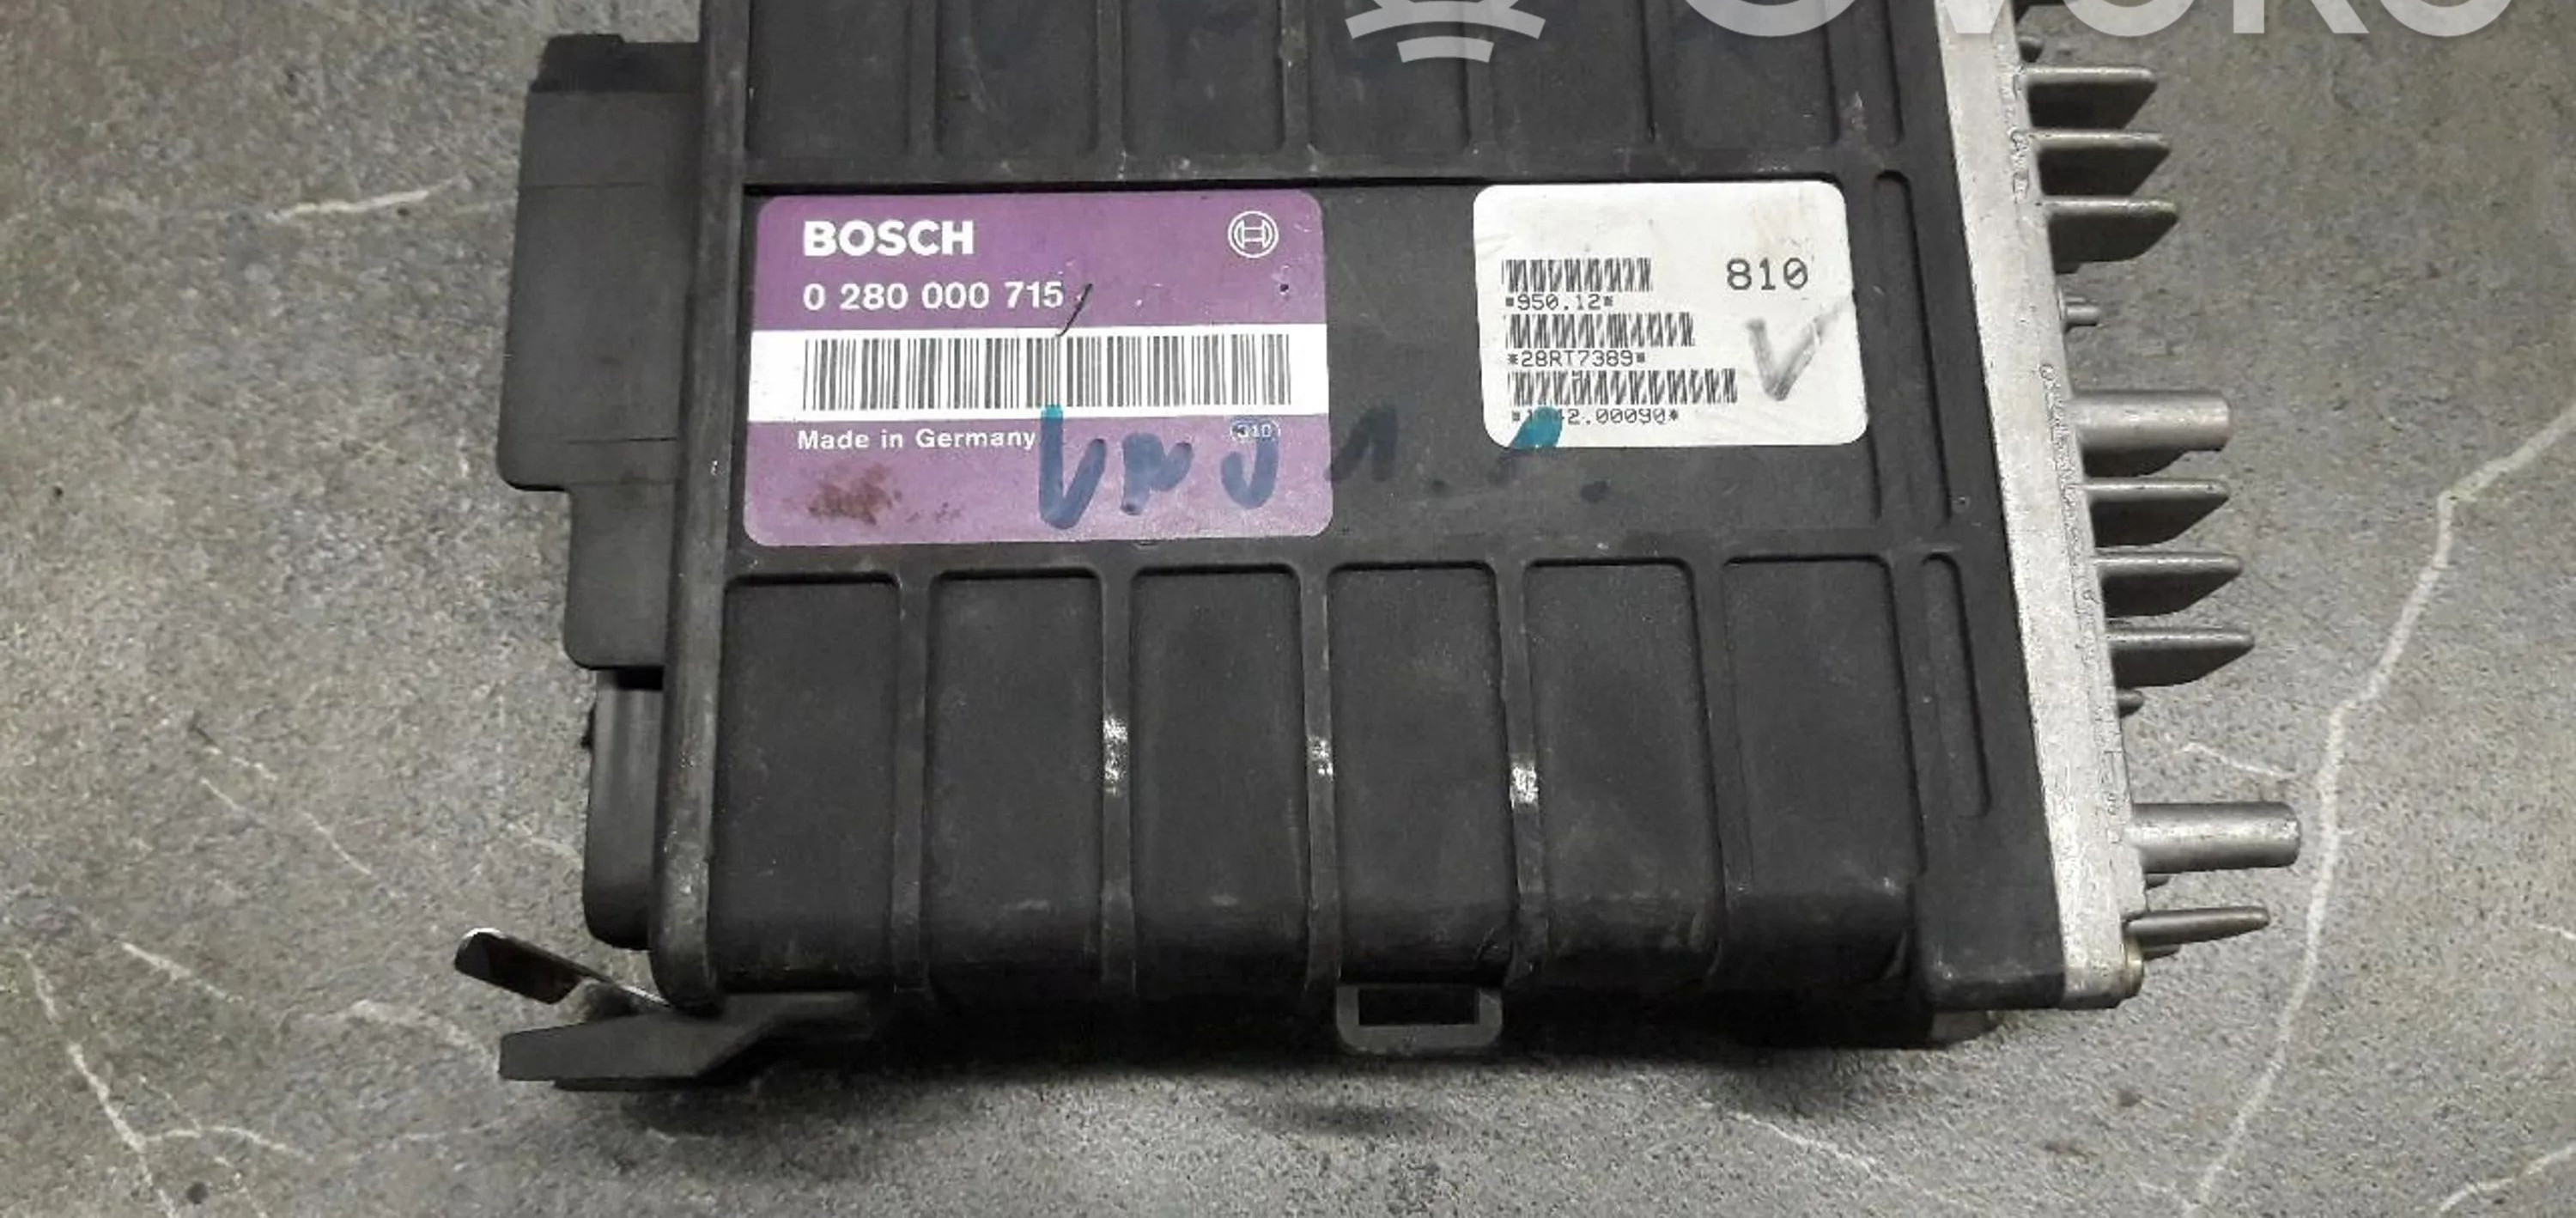 BOSCH
0 280 000 715
Made in Germany
810
*950.12*
*28RT7389*